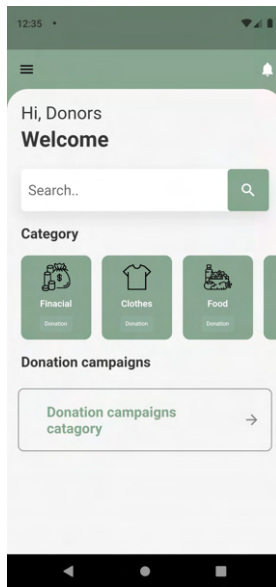 12:35
Hi, Donors
Welcome
Search..
Category
Finacial
Donation
Clothes
Donation
Food
Donation
Donation campaigns
Donation campaigns
catagory